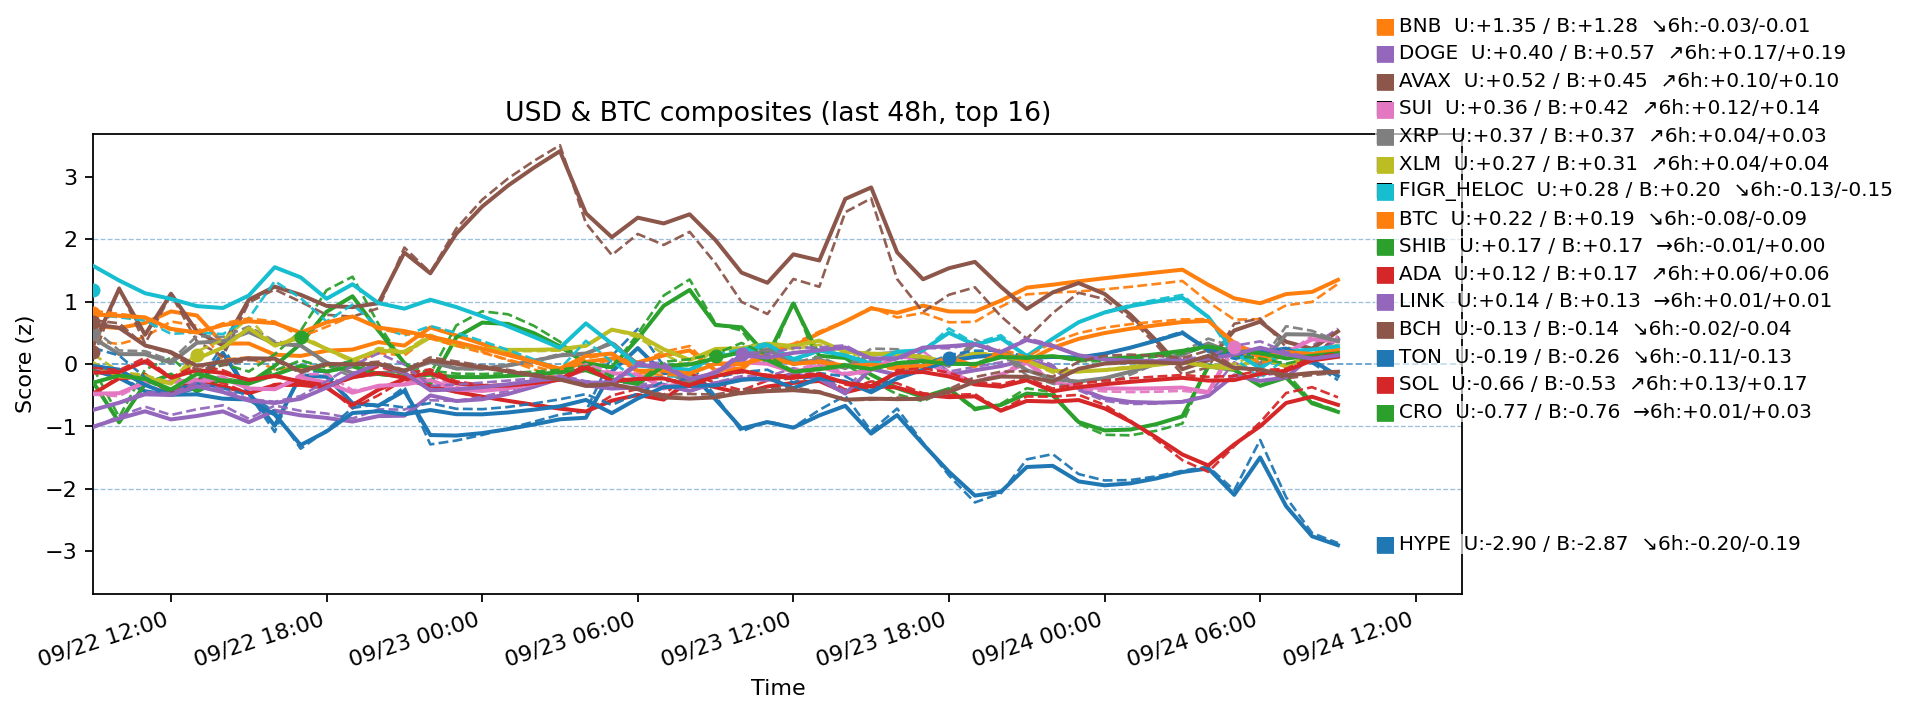 BNB  U:+1.35 / B:+1.28  ↘6h:-0.03/-0.01
DOGE  U:+0.40 / B:+0.57  ↗6h:+0.17/+0.19
AVAX  U:+0.52 / B:+0.45  ↗6h:+0.10/+0.10
SUI  U:+0.36 / B:+0.42  ↗6h:+0.12/+0.14
XRP  U:+0.37 / B:+0.37  ↗6h:+0.04/+0.03
XLM  U:+0.27 / B:+0.31  ↗6h:+0.04/+0.04
FIGR_HELOC  U:+0.28 / B:+0.20  ↘6h:-0.13/-0.15
BTC  U:+0.22 / B:+0.19  ↘6h:-0.08/-0.09
SHIB  U:+0.17 / B:+0.17  →6h:-0.01/+0.00
ADA  U:+0.12 / B:+0.17  ↗6h:+0.06/+0.06
LINK  U:+0.14 / B:+0.13  →6h:+0.01/+0.01
BCH  U:-0.13 / B:-0.14  ↘6h:-0.02/-0.04
TON  U:-0.19 / B:-0.26  ↘6h:-0.11/-0.13
SOL  U:-0.66 / B:-0.53  ↗6h:+0.13/+0.17
CRO  U:-0.77 / B:-0.76  →6h:+0.01/+0.03
HYPE  U:-2.90 / B:-2.87  ↘6h:-0.20/-0.19
USD & BTC composites (last 48h, top 16)
Score (z)
3
2
1
0
−1
−2
−3
09/22 12:00
09/22 18:00
09/23 00:00
09/23 06:00
09/23 12:00
09/23 18:00
09/24 00:00
09/24 06:00
09/24 12:00
Time